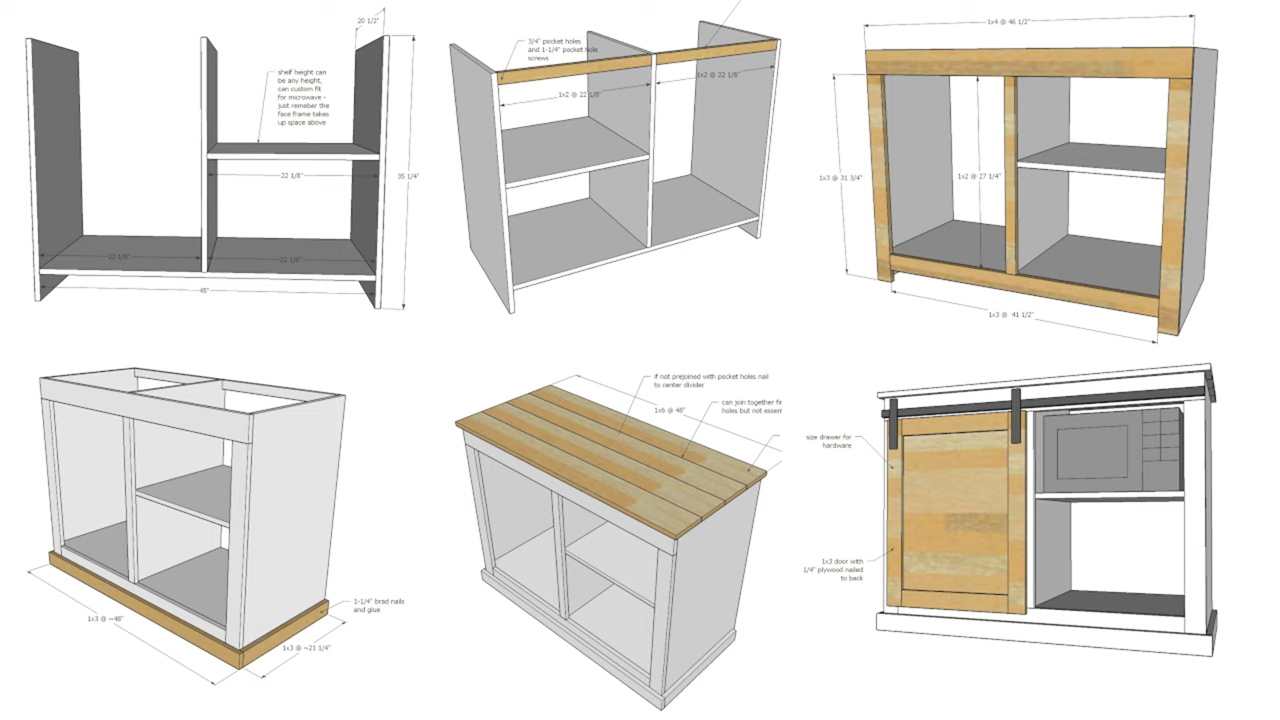 20 1/2"
shelf height can
be any height,
can custom fit
for microwave -
just remeber the
face frame takes
up space above
22 1/8"
35 1/4"
22 1/8"
22 1/8"
45"
3/4" pocket holes
and 1-1/4" pocket hole
screws
1x2 @ 22 1/8"
1x2 @ 22 1/8"
1x4 @ 46 1/2"
1x3 @ 31 3/4"
1x2 @ 27 1/4"
1x3 @ 41 1/2"
1-1/4" brad nails
and glue
1x3 @ ~48"
1x3 @ ~21 1/4"
if not prejoined with pocket holes nail
to center divider
1x6 @ 48"
can join together
holes but not
size drawer for
hardware
1x3 door with
1/4" plywood nailed
to back